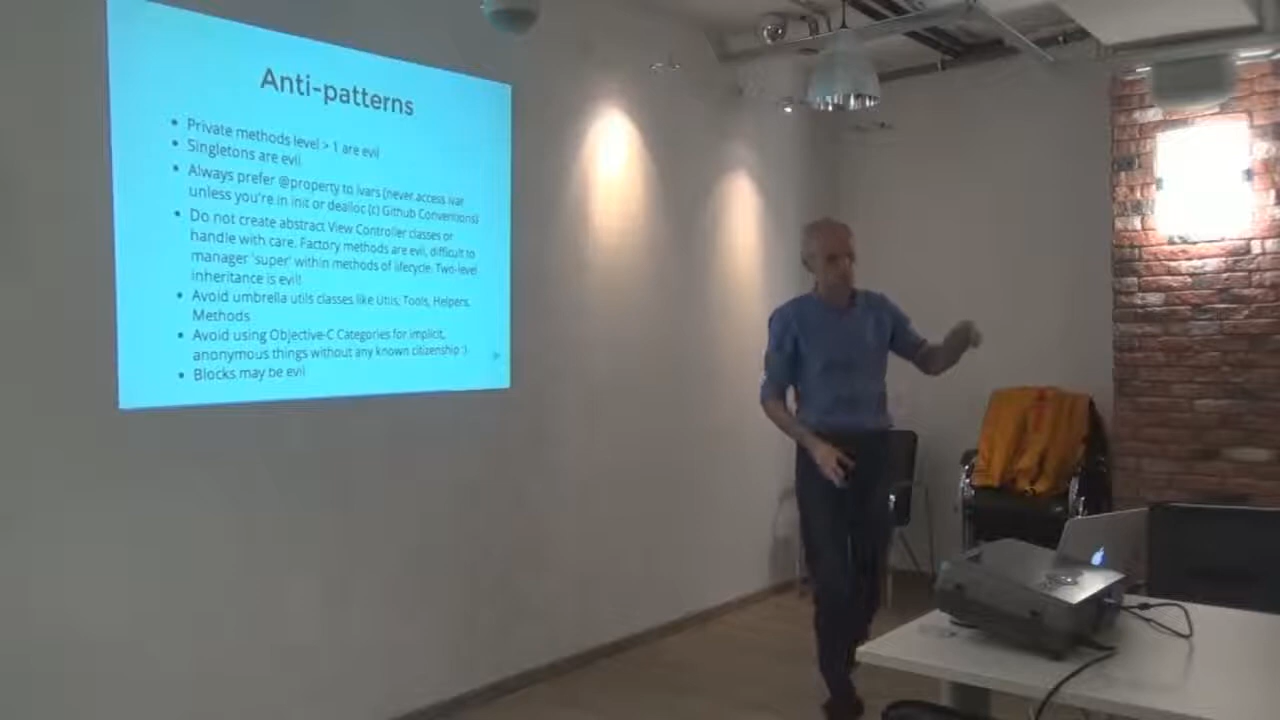 Anti-patterns
• Private methods level > 1 are evil
• Singletons are evil
• Always prefer @property to ivars (never access ivar
unless you're in init or dealloc (c) Github Conventions)
• Do not create abstract View Controller classes or
handle with care. Factory methods are evil, difficult to
manager 'super' within methods of lifecycle. Two-level
inheritance is evil!
• Avoid umbrella utils classes like Utils, Tools, Helpers,
Methods
• Avoid using Objective-C Categories for implicit,
anonymous things without any known citizenship :)
• Blocks may be evil